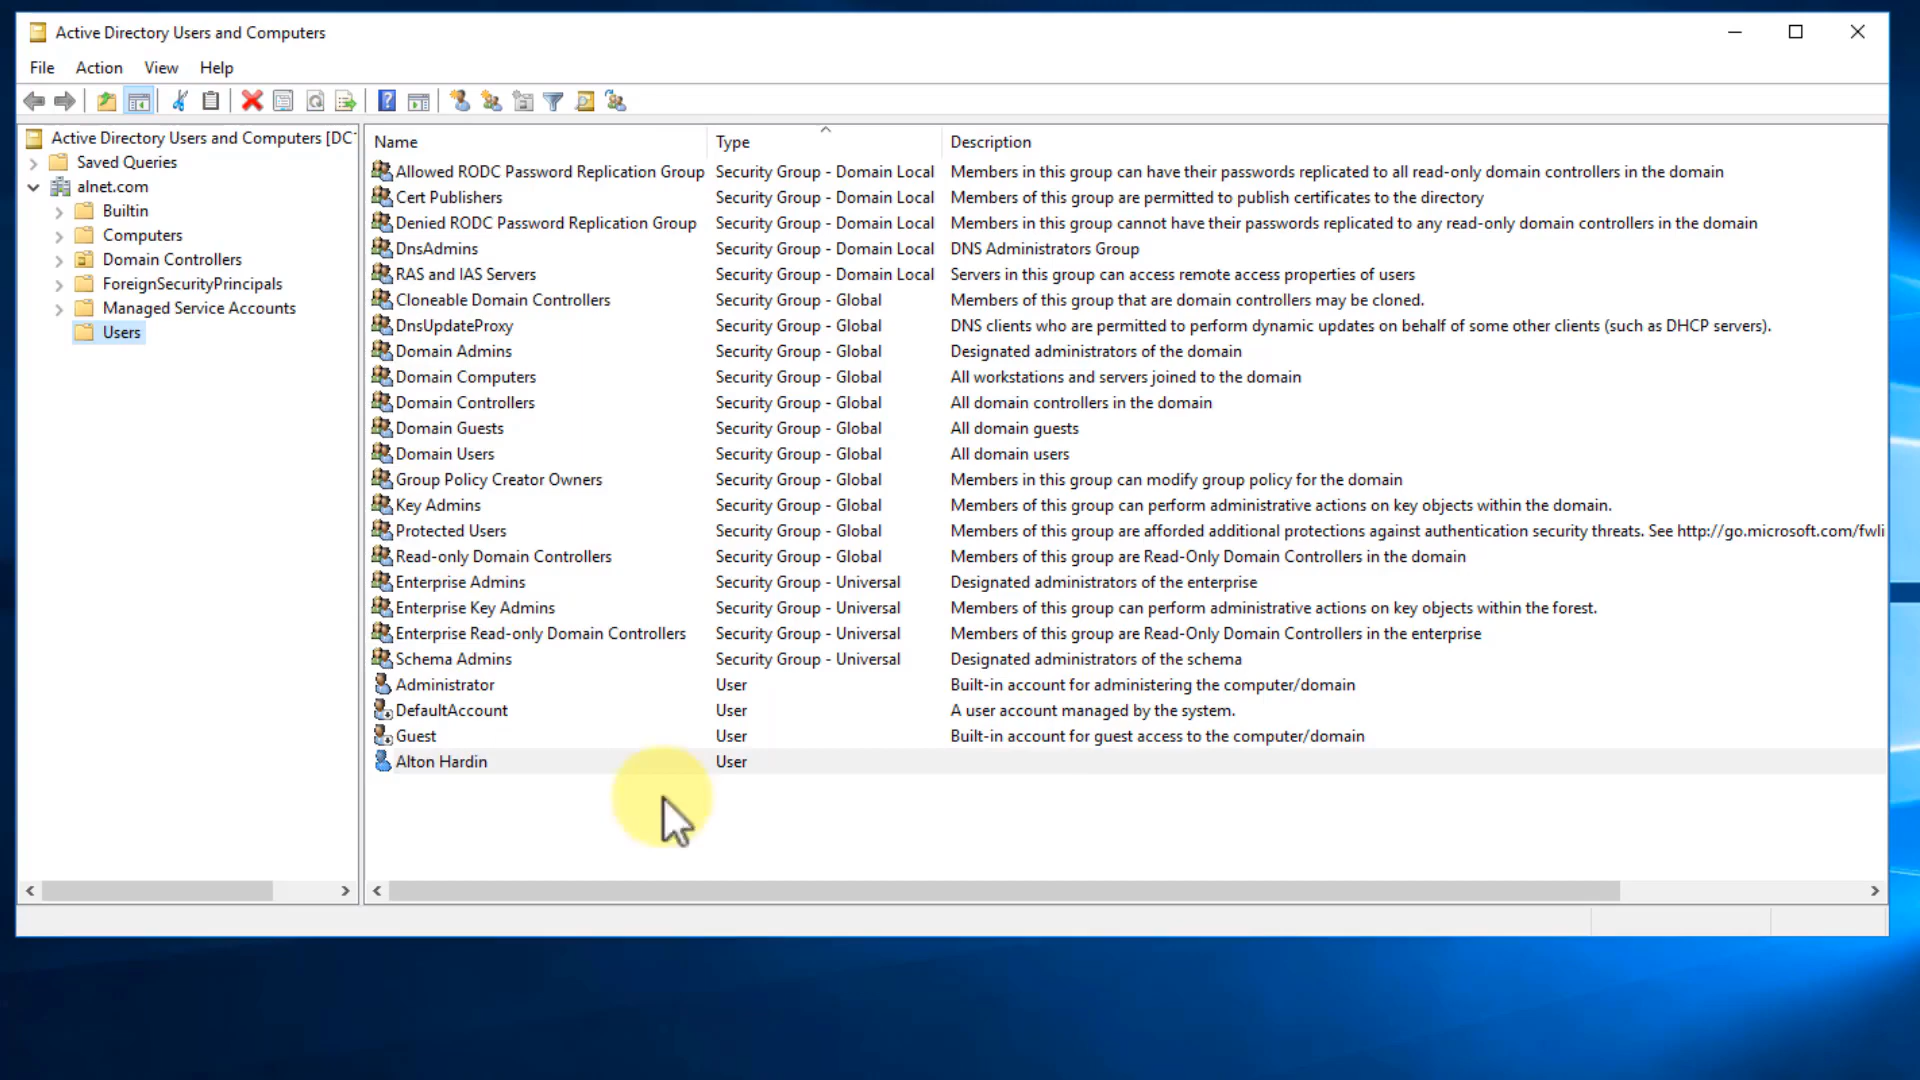 Active Directory Users and Computers
File Action View Help
Active Directory Users and Computers [DC
Saved Queries
alnet.com
Builtin
Computers
Domain Controllers
ForeignSecurityPrincipals
Managed Service Accounts
Users
Name Type Description
Allowed RODC Password Replication Group Security Group - Domain Local Members in this group can have their passwords replicated to all read-only domain controllers in the domain
Cert Publishers Security Group - Domain Local Members of this group are permitted to publish certificates to the directory
Denied RODC Password Replication Group Security Group - Domain Local Members in this group cannot have their passwords replicated to any read-only domain controllers in the domain
DnsAdmins Security Group - Domain Local DNS Administrators Group
RAS and IAS Servers Security Group - Domain Local Servers in this group can access remote access properties of users
Cloneable Domain Controllers Security Group - Global Members of this group that are domain controllers may be cloned.
DnsUpdateProxy Security Group - Global DNS clients who are permitted to perform dynamic updates on behalf of some other clients (such as DHCP servers).
Domain Admins Security Group - Global Designated administrators of the domain
Domain Computers Security Group - Global All workstations and servers joined to the domain
Domain Controllers Security Group - Global All domain controllers in the domain
Domain Guests Security Group - Global All domain guests
Domain Users Security Group - Global All domain users
Group Policy Creator Owners Security Group - Global Members in this group can modify group policy for the domain
Key Admins Security Group - Global Members of this group can perform administrative actions on key objects within the domain.
Protected Users Security Group - Global Members of this group are afforded additional protections against authentication security threats. See http://go.microsoft.com/fwli
Read-only Domain Controllers Security Group - Global Members of this group are Read-Only Domain Controllers in the domain
Enterprise Admins Security Group - Universal Designated administrators of the enterprise
Enterprise Key Admins Security Group - Universal Members of this group can perform administrative actions on key objects within the forest.
Enterprise Read-only Domain Controllers Security Group - Universal Members of this group are Read-Only Domain Controllers in the enterprise
Schema Admins Security Group - Universal Designated administrators of the schema
Administrator User Built-in account for administering the computer/domain
DefaultAccount User A user account managed by the system.
Guest User Built-in account for guest access to the computer/domain
Alton Hardin User